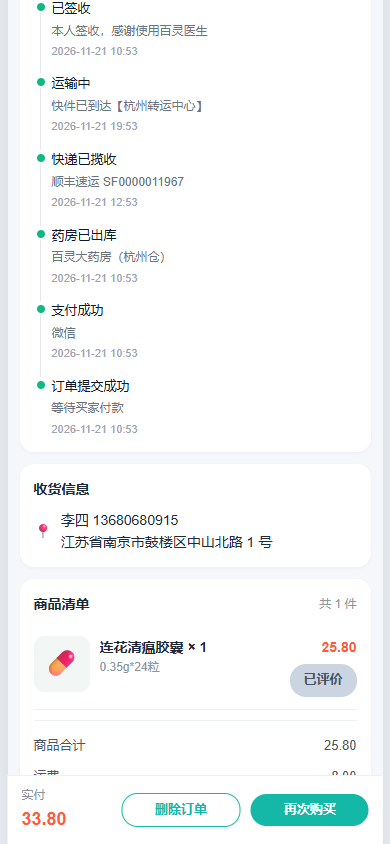 已签收
本人签收，感谢使用百灵医生
2026-11-21 10:53
运输中
快件已到达【杭州转运中心】
2026-11-21 19:53
快递已揽收
顺丰速运 SF0000011967
2026-11-21 12:53
药房已出库
百灵大药房（杭州仓）
2026-11-21 10:53
支付成功
微信
2026-11-21 10:53
订单提交成功
等待买家付款
2026-11-21 10:53
收货信息
李四 13680680915
江苏省南京市鼓楼区中山北路 1 号
商品清单 共 1 件
连花清瘟胶囊 × 1 25.80
0.35g*24粒
已评价
商品合计 25.80
运费 8.00
实付
33.80
删除订单
再次购买